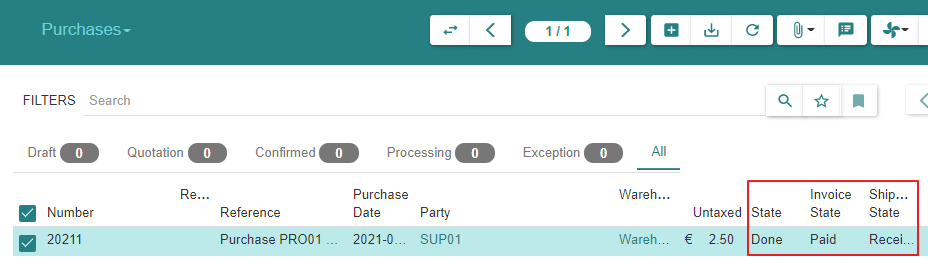 Purchases
1 / 1
FILTERS Search
Draft 0 Quotation 0 Confirmed 0 Processing 0 Exception 0 All
Re... Purchase Wareh... Invoice Ship...
Number Reference Date Party Untaxed State State State
20211 Purchase PRO01 ... 2021-0... SUP01 Wareh... € 2.50 Done Paid Recei...